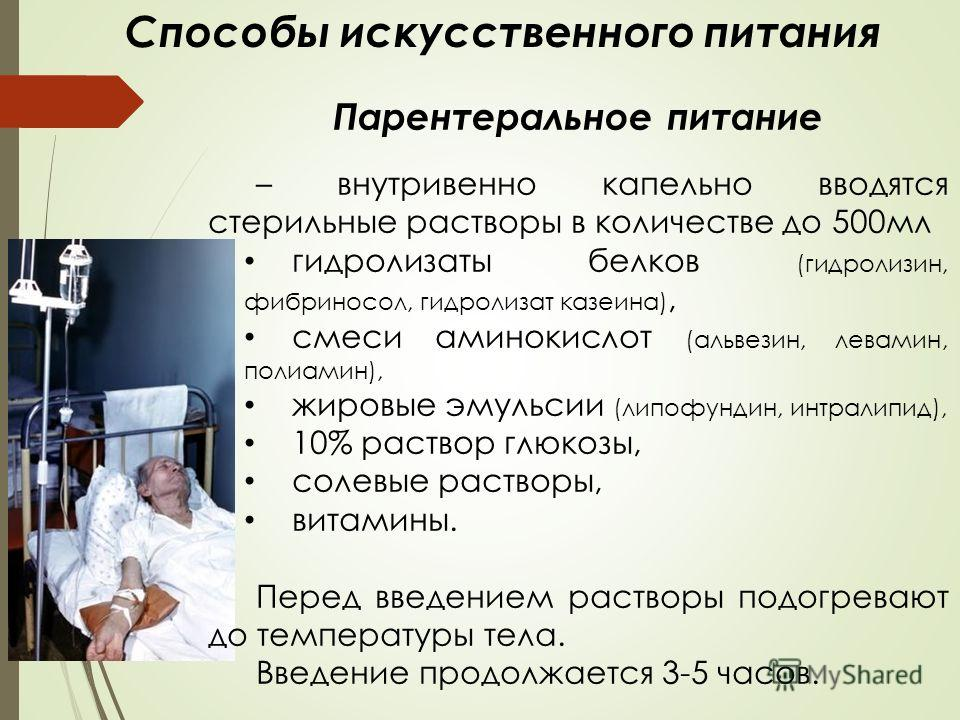 Способы искусственного питания
Парентеральное питание
– внутривенно капельно вводятся
стерильные растворы в количестве до 500мл
• гидролизаты белков (гидролизин,
фибриносол, гидролизат казеина),
• смеси аминокислот (альвезин, левамин,
полиамин),
• жировые эмульсии (липофундин, интралипид),
• 10% раствор глюкозы,
• солевые растворы,
• витамины.
Перед введением растворы подогревают
до температуры тела.
Введение продолжается 3-5 часов.
MyShared